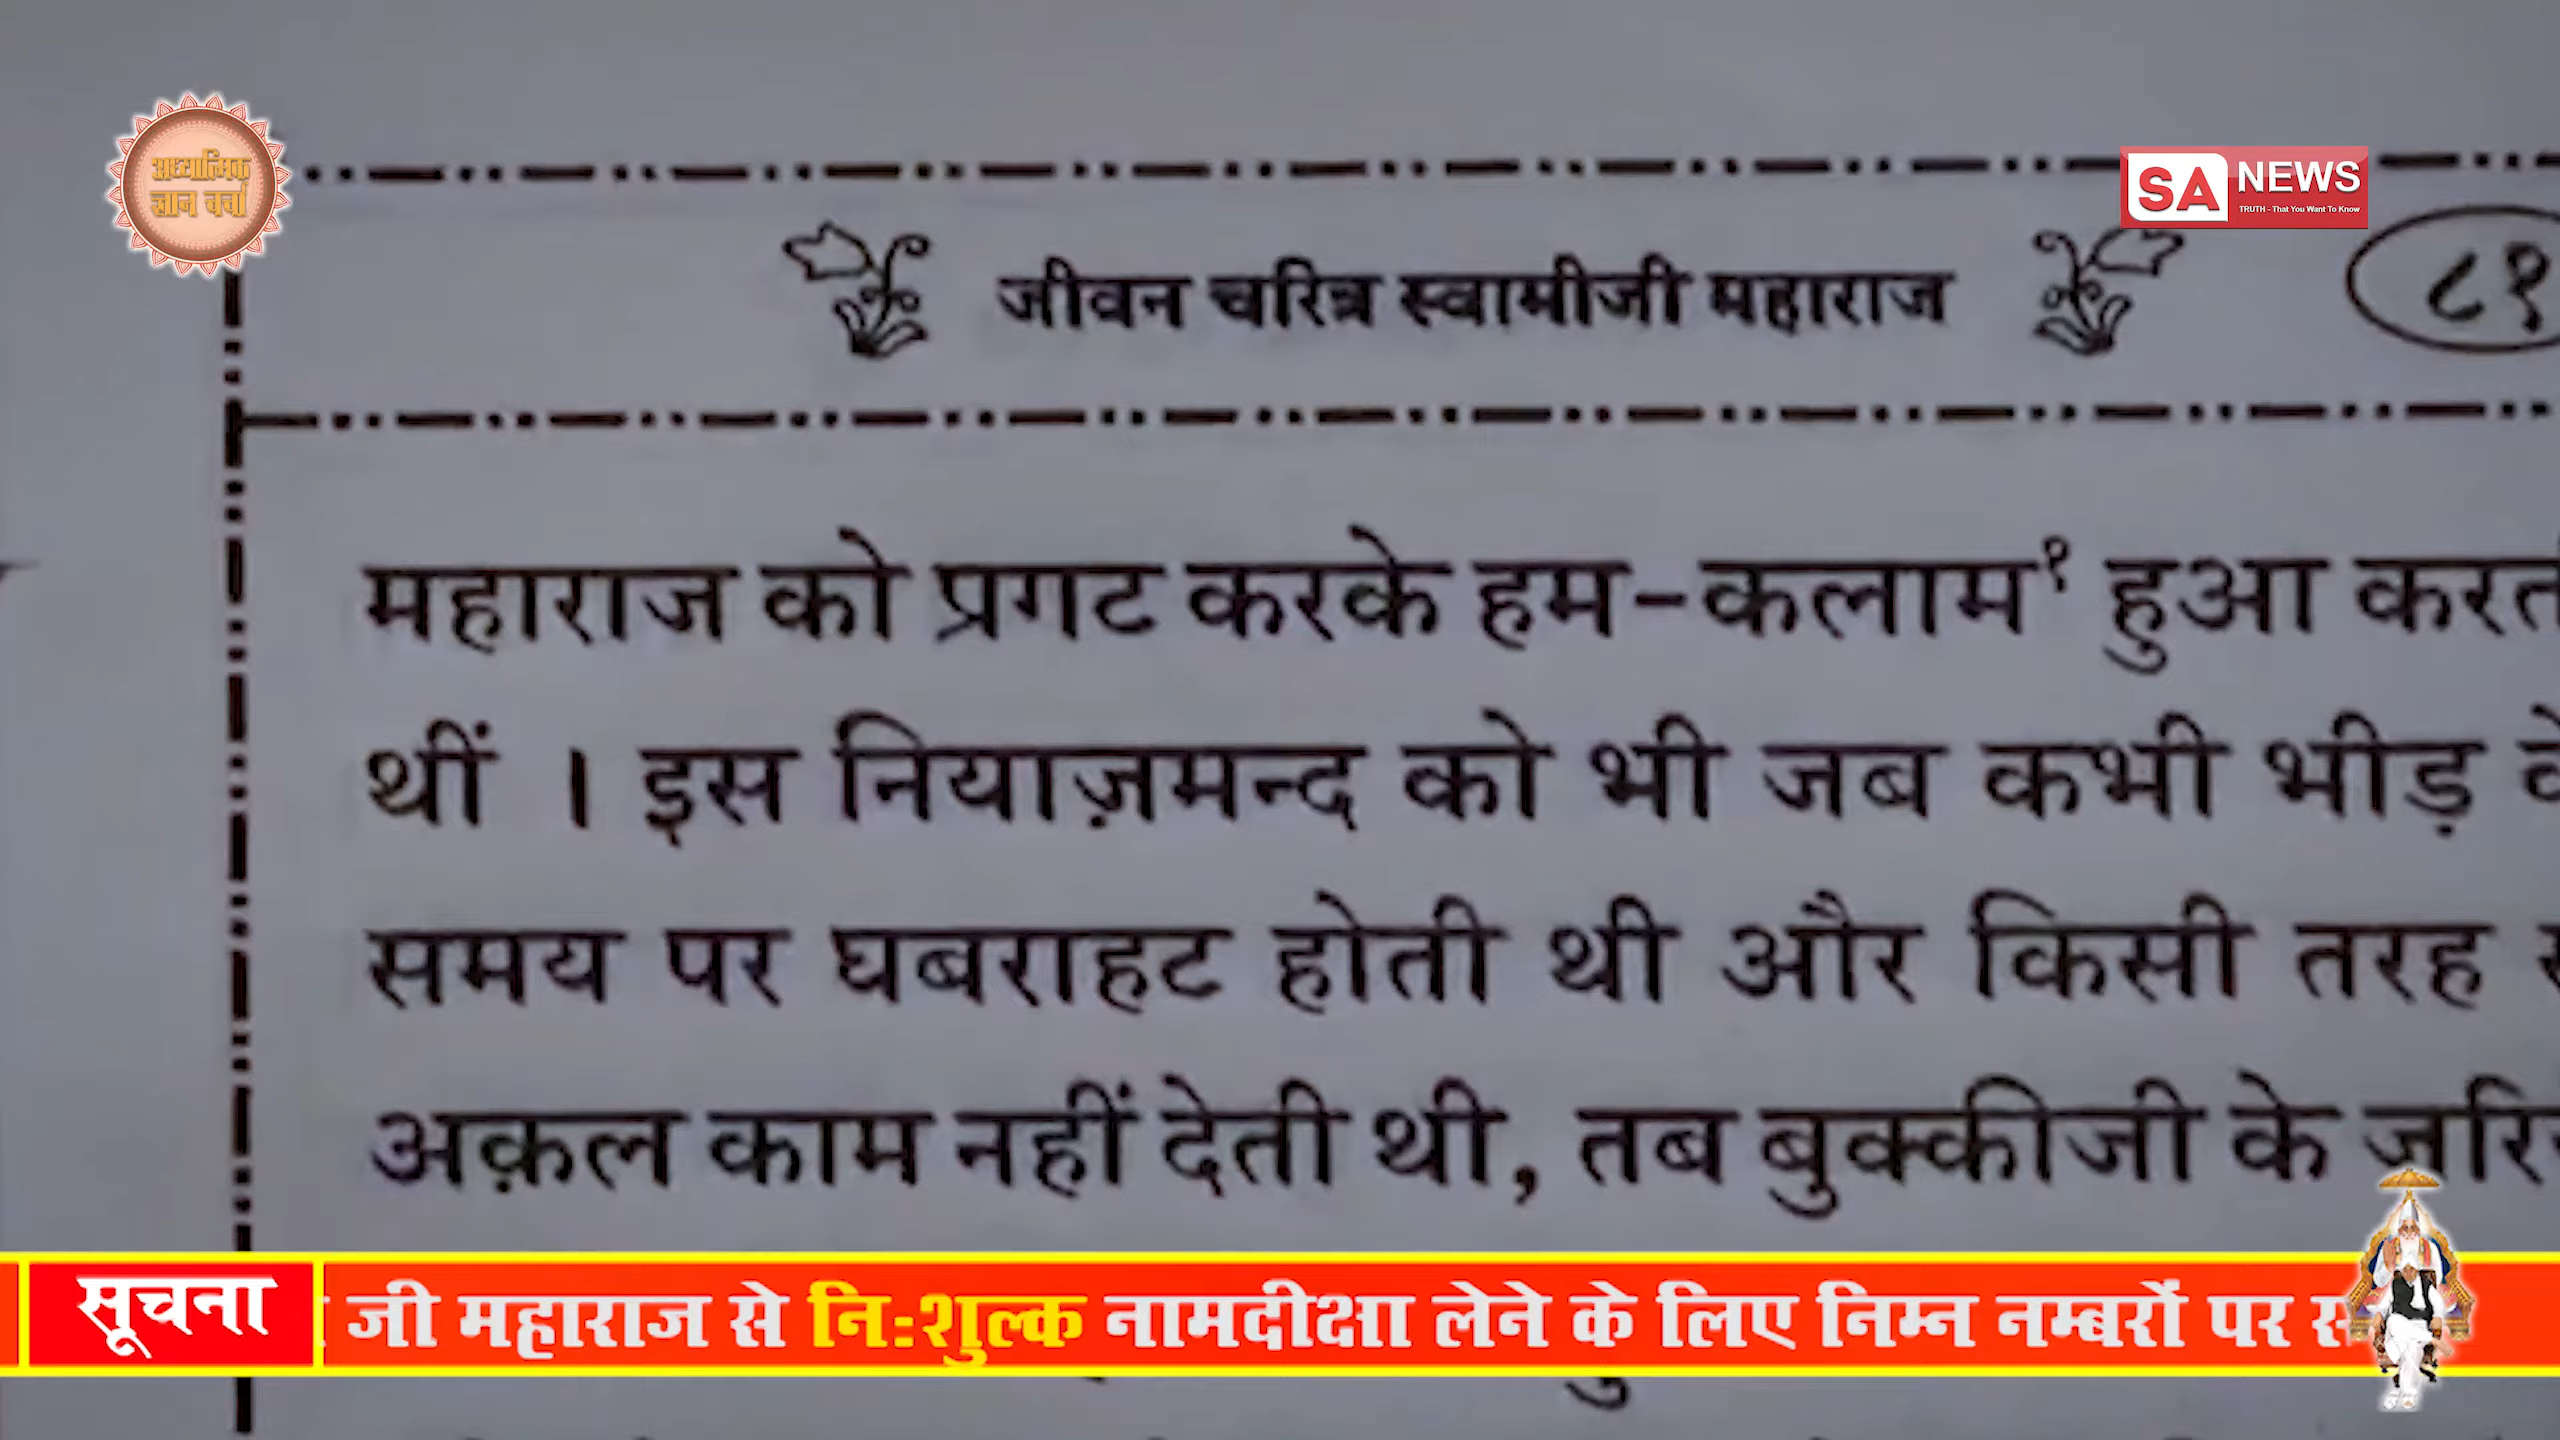 अध्यात्मिक
ज्ञान चर्चा
SA NEWS
TRUTH - That You Want To Know
जीवन चरित्र स्वामीजी महाराज
८१
महाराज को प्रगट करके हम-कलाम१ हुआ करती
थीं । इस नियाज़मन्द को भी जब कभी भीड़
समय पर घबराहट होती थी और किसी तरह
अक़ल काम नहीं देती थी, तब बुक्कीजी के
सूचना
जी महाराज से निःशुल्क नामदीक्षा लेने के लिए निम्न नम्बरों पर